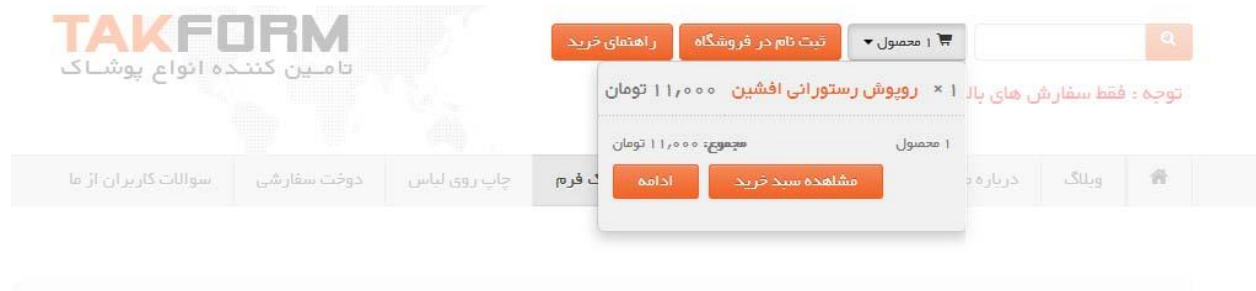 TAKFORM
تامین کننده انواع پوشاک
۱ محصول
ثبت نام در فروشگاه
راهنمای خرید
توجه : فقط سفارش های
۱ × روپوش رستورانی افشین ۱۱,۰۰۰ تومان
۱ محصول
مجموع: ۱۱,۰۰۰ تومان
مشاهده سبد خرید
ادامه
وبلاگ
درباره
فرم
چاپ روی لباس
دوخت سفارشی
سوالات کاربران از ما